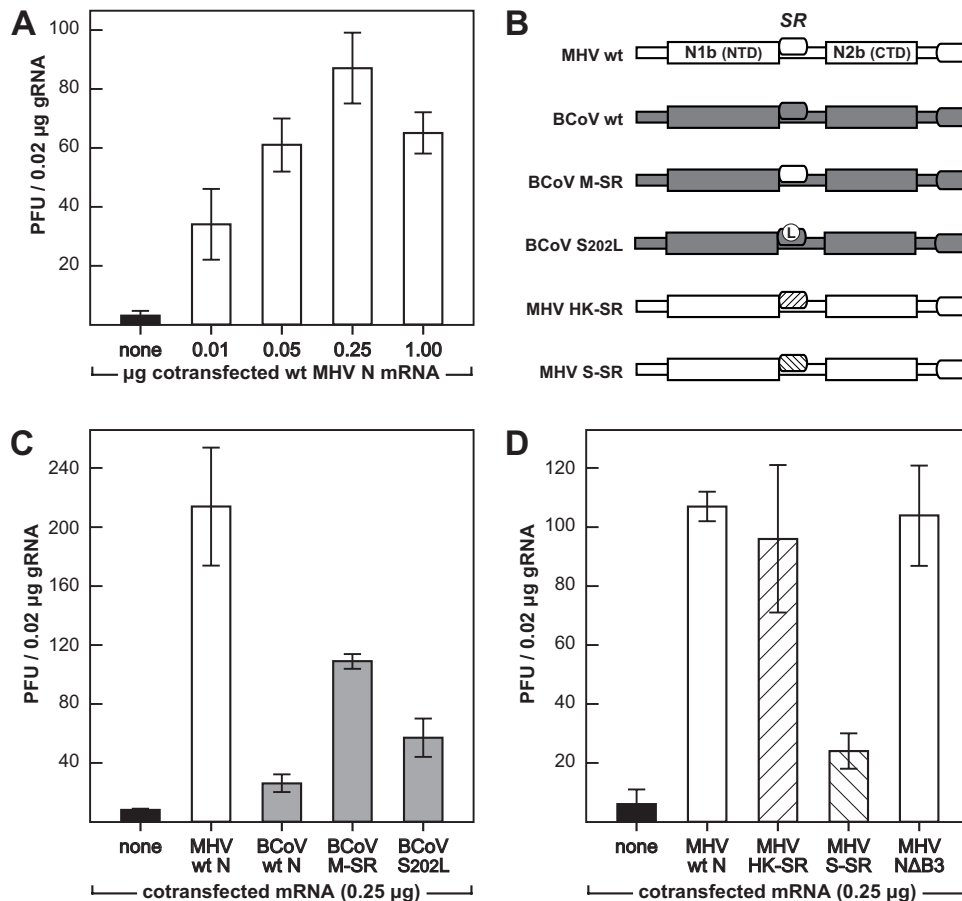 A
PFU / 0.02 µg gRNA
100
80
60
40
20
none
0.01
0.05
0.25
1.00
µg cotransfected wt MHV N mRNA
B
SR
MHV wt
N1b (NTD)
N2b (CTD)
BCoV wt
BCoV M-SR
BCoV S202L
L
MHV HK-SR
MHV S-SR
C
PFU / 0.02 µg gRNA
240
200
160
120
80
40
none
MHV wt N
BCoV wt N
BCoV M-SR
BCoV S202L
cotransfected mRNA (0.25 µg)
D
PFU / 0.02 µg gRNA
120
100
80
60
40
20
none
MHV wt N
MHV HK-SR
MHV S-SR
MHV NΔB3
cotransfected mRNA (0.25 µg)